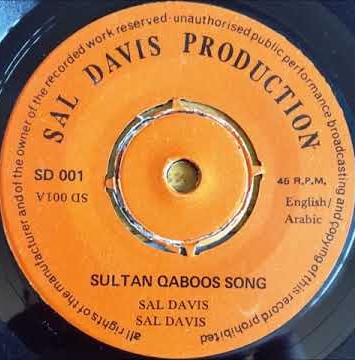 all rights of the manufacturer and of the owner of the recorded work reserved · unauthorised public performance broadcasting and copying of this record prohibited
SAL DAVIS PRODUCTION
SD 001
SD 001A
45 R.P.M.
English/
Arabic
SULTAN QABOOS SONG
SAL DAVIS
SAL DAVIS